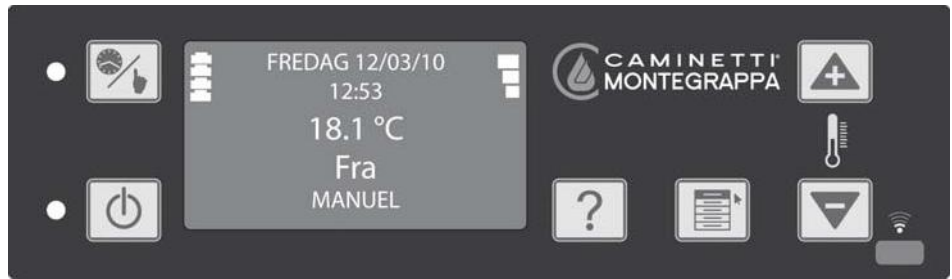 FREDAG 12/03/10
12:53
18.1 °C
Fra
MANUEL
CAMINETTI
MONTEGRAPPA
?
+
−